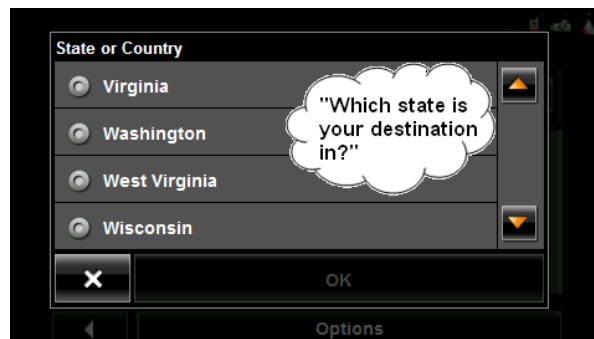 State or Country
Virginia
Washington
West Virginia
Wisconsin
"Which state is
your destination
in?"
OK
Options